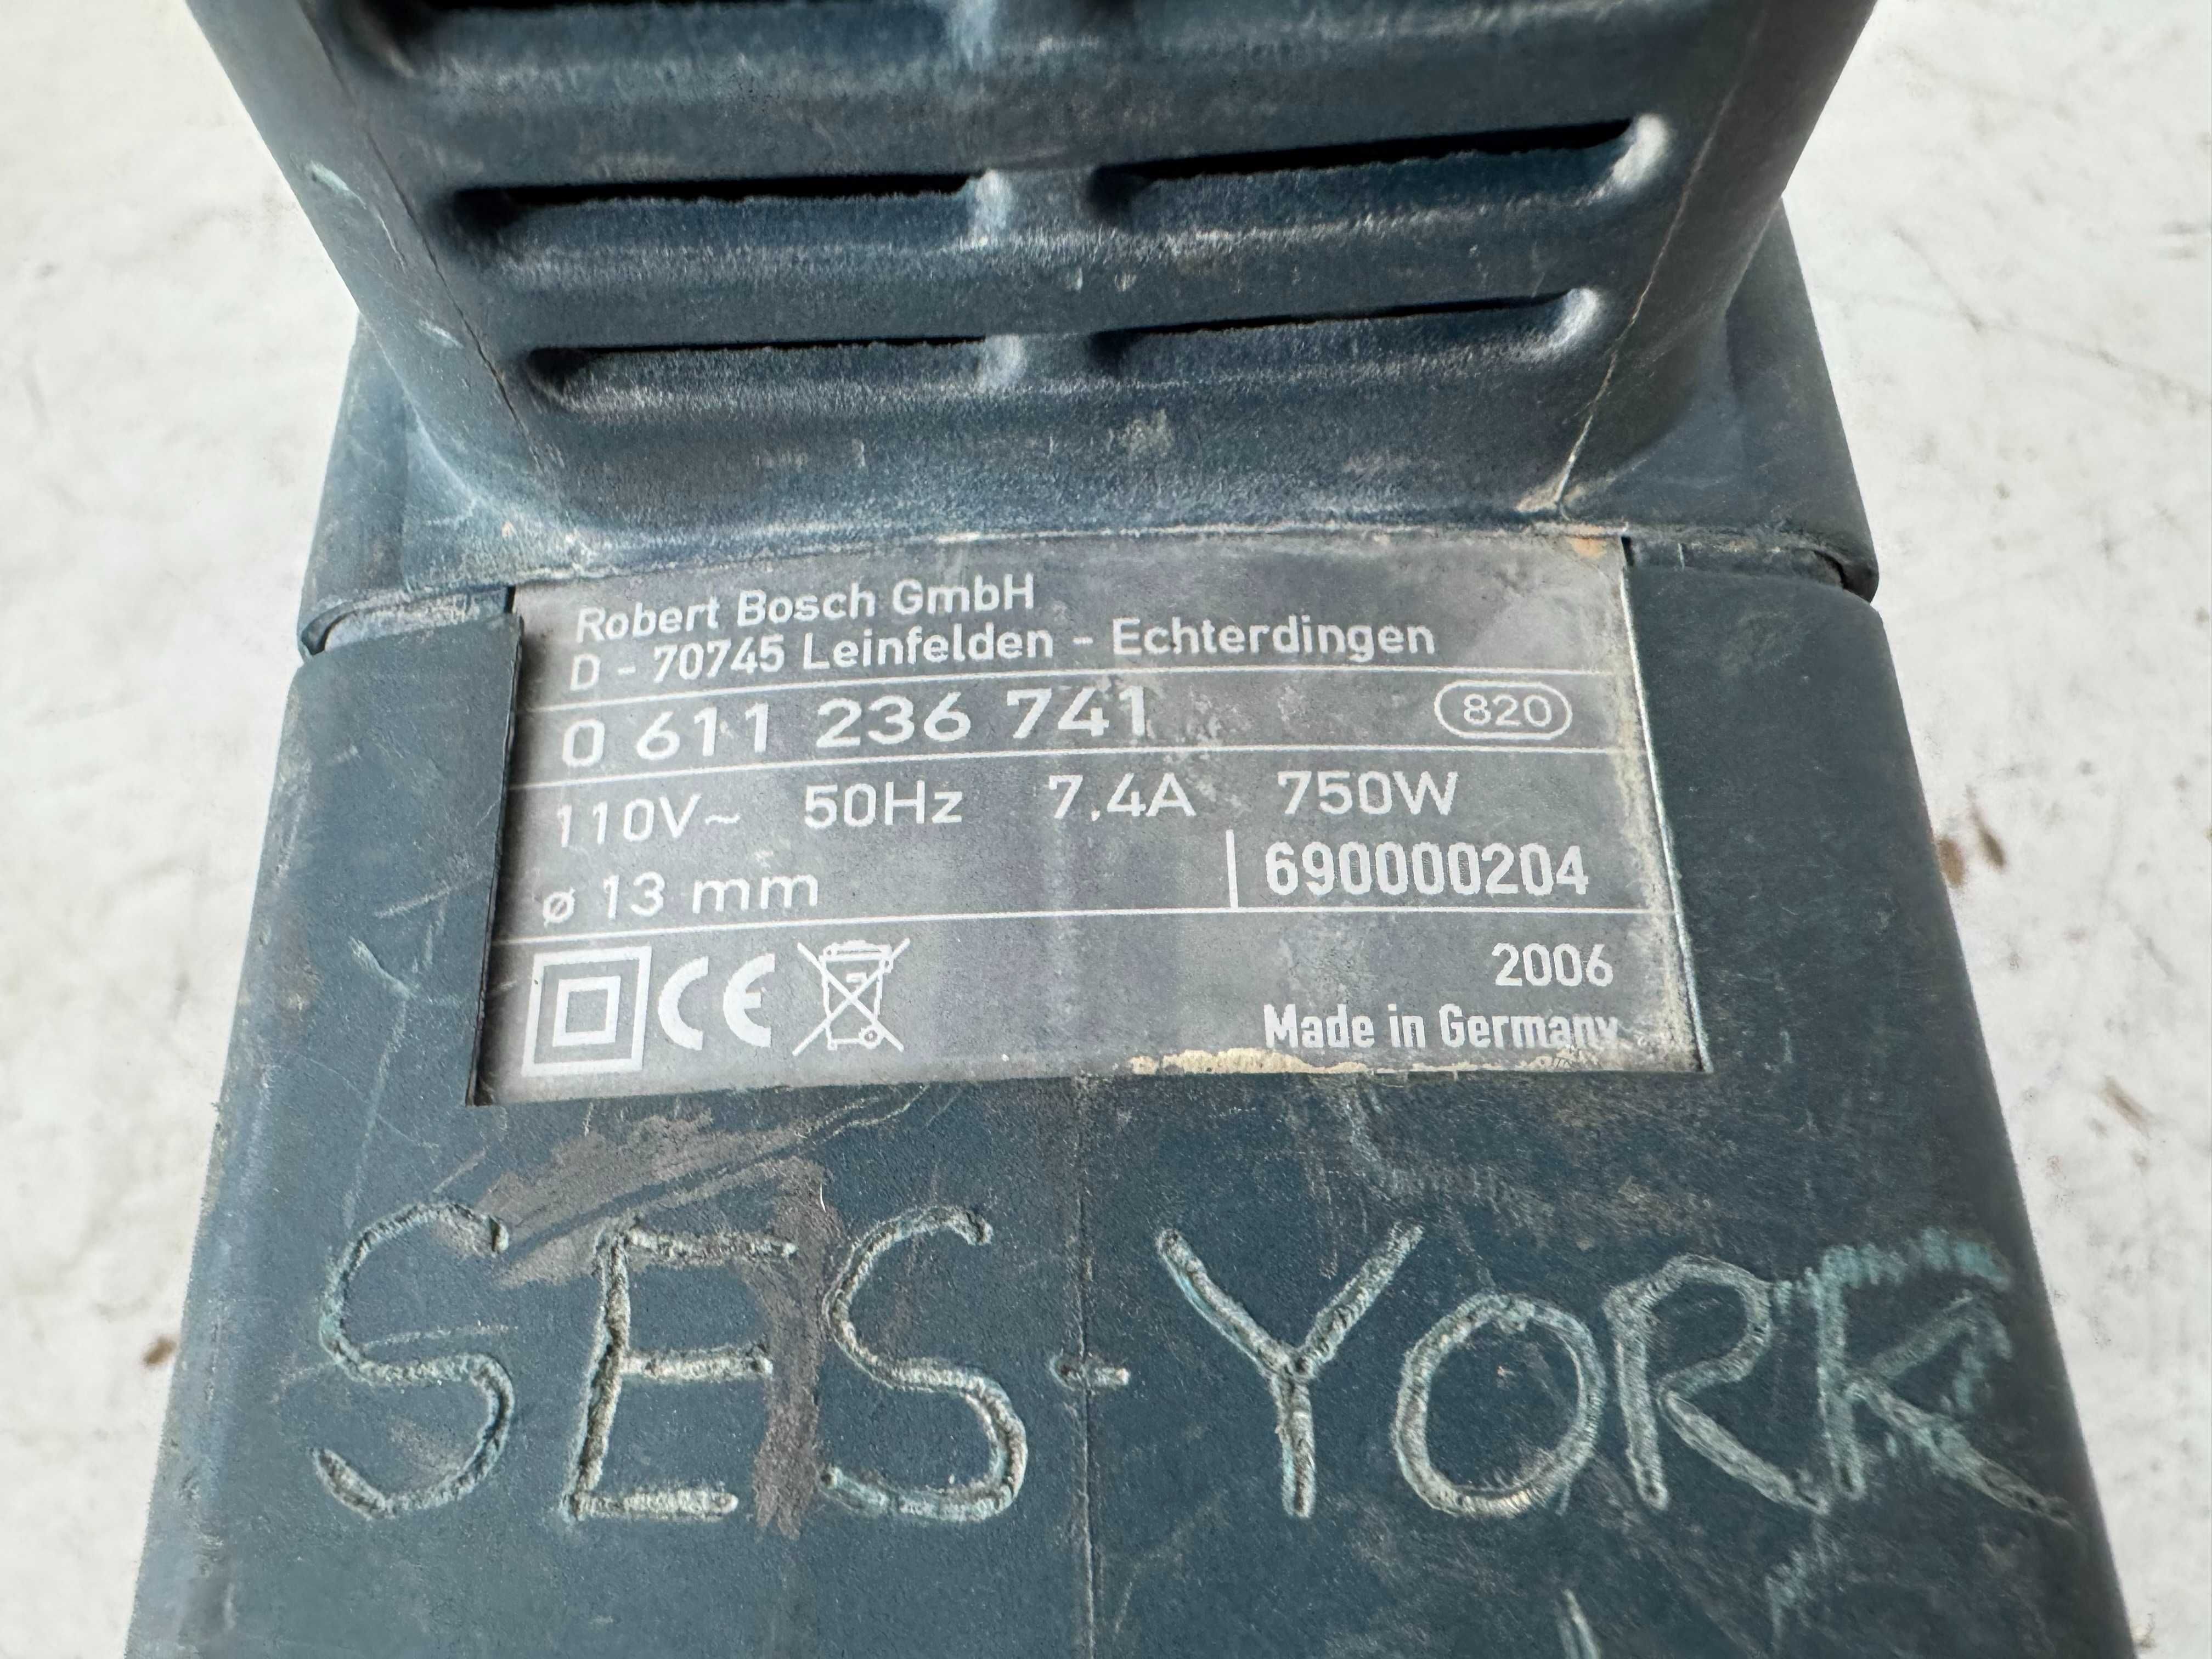 Robert Bosch GmbH
D - 70745 Leinfelden - Echterdingen
0 611 236 741 820
110V~ 50Hz 7.4A 750W
ø 13 mm 690000204
CE 2006
Made in Germany
SES-YORK